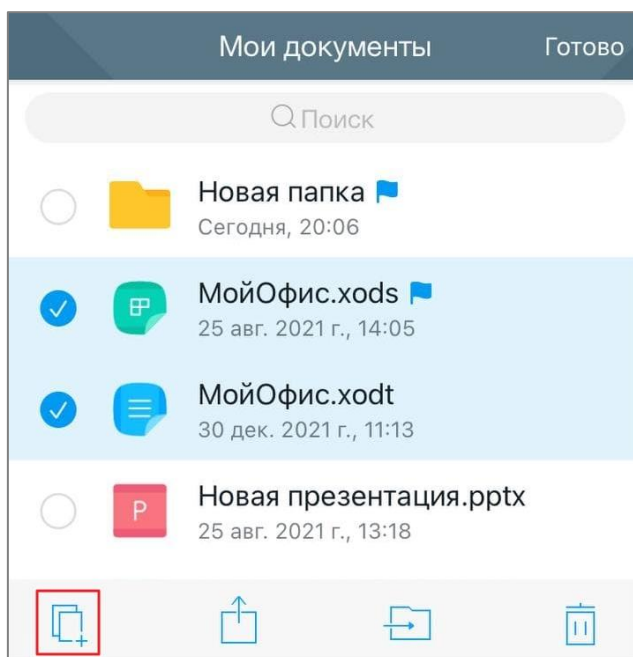 Мои документы
Готово
Поиск
Новая папка
Сегодня, 20:06
МойОфис.xods
25 авг. 2021 г., 14:05
МойОфис.xodt
30 дек. 2021 г., 11:13
P
Новая презентация.pptx
25 авг. 2021 г., 13:18